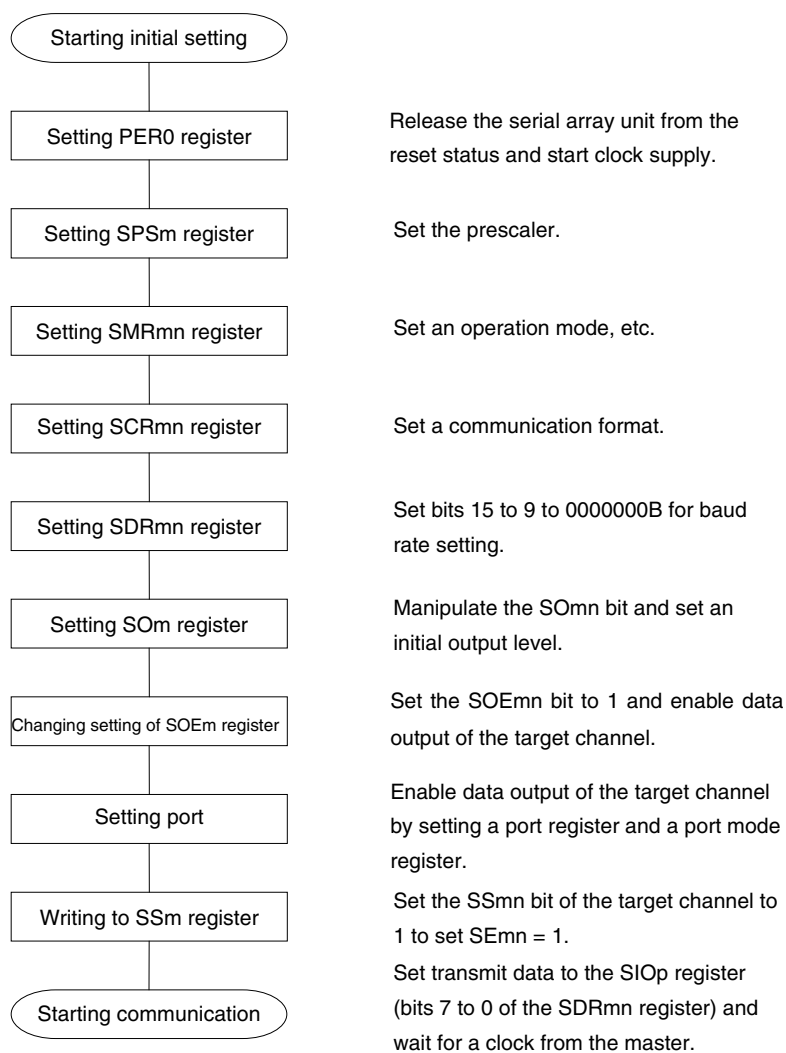 Starting initial setting
Setting PER0 register
Release the serial array unit from the
reset status and start clock supply.
Setting SPSm register
Set the prescaler.
Setting SMRmn register
Set an operation mode, etc.
Setting SCRmn register
Set a communication format.
Setting SDRmn register
Set bits 15 to 9 to 0000000B for baud
rate setting.
Setting SOm register
Manipulate the SOmn bit and set an
initial output level.
Changing setting of SOEm register
Set the SOEmn bit to 1 and enable data
output of the target channel.
Setting port
Enable data output of the target channel
by setting a port register and a port mode
register.
Writing to SSm register
Set the SSmn bit of the target channel to
1 to set SEmn = 1.
Starting communication
Set transmit data to the SIOp register
(bits 7 to 0 of the SDRmn register) and
wait for a clock from the master.